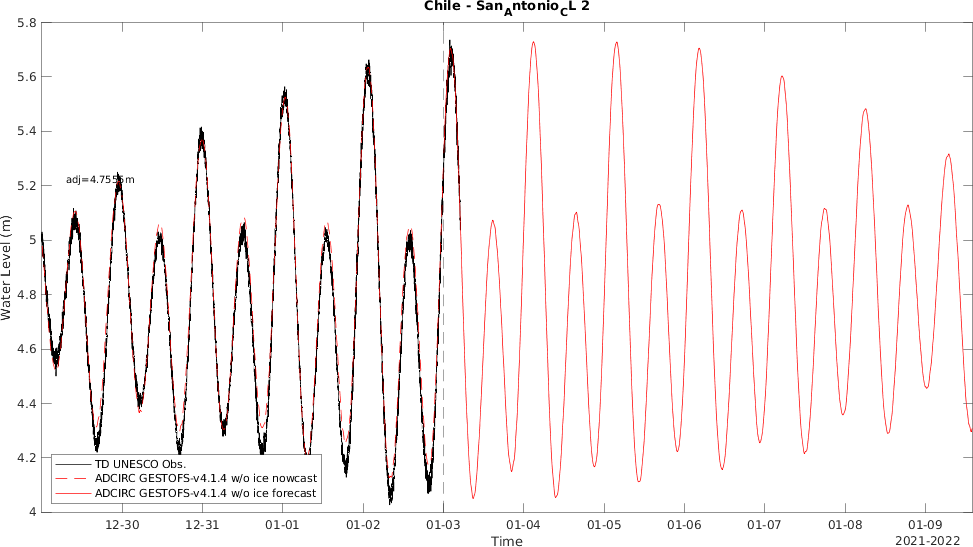 Chile - San_Antonio_CL 2
5.8
5.6
5.4
5.2
5
4.8
4.6
4.4
4.2
4
Water Level (m)
adj=4.7555m
TD UNESCO Obs.
ADCIRC GESTOFS-v4.1.4 w/o ice nowcast
ADCIRC GESTOFS-v4.1.4 w/o ice forecast
12-30 12-31 01-01 01-02 01-03 01-04 01-05 01-06 01-07 01-08 01-09
Time
2021-2022